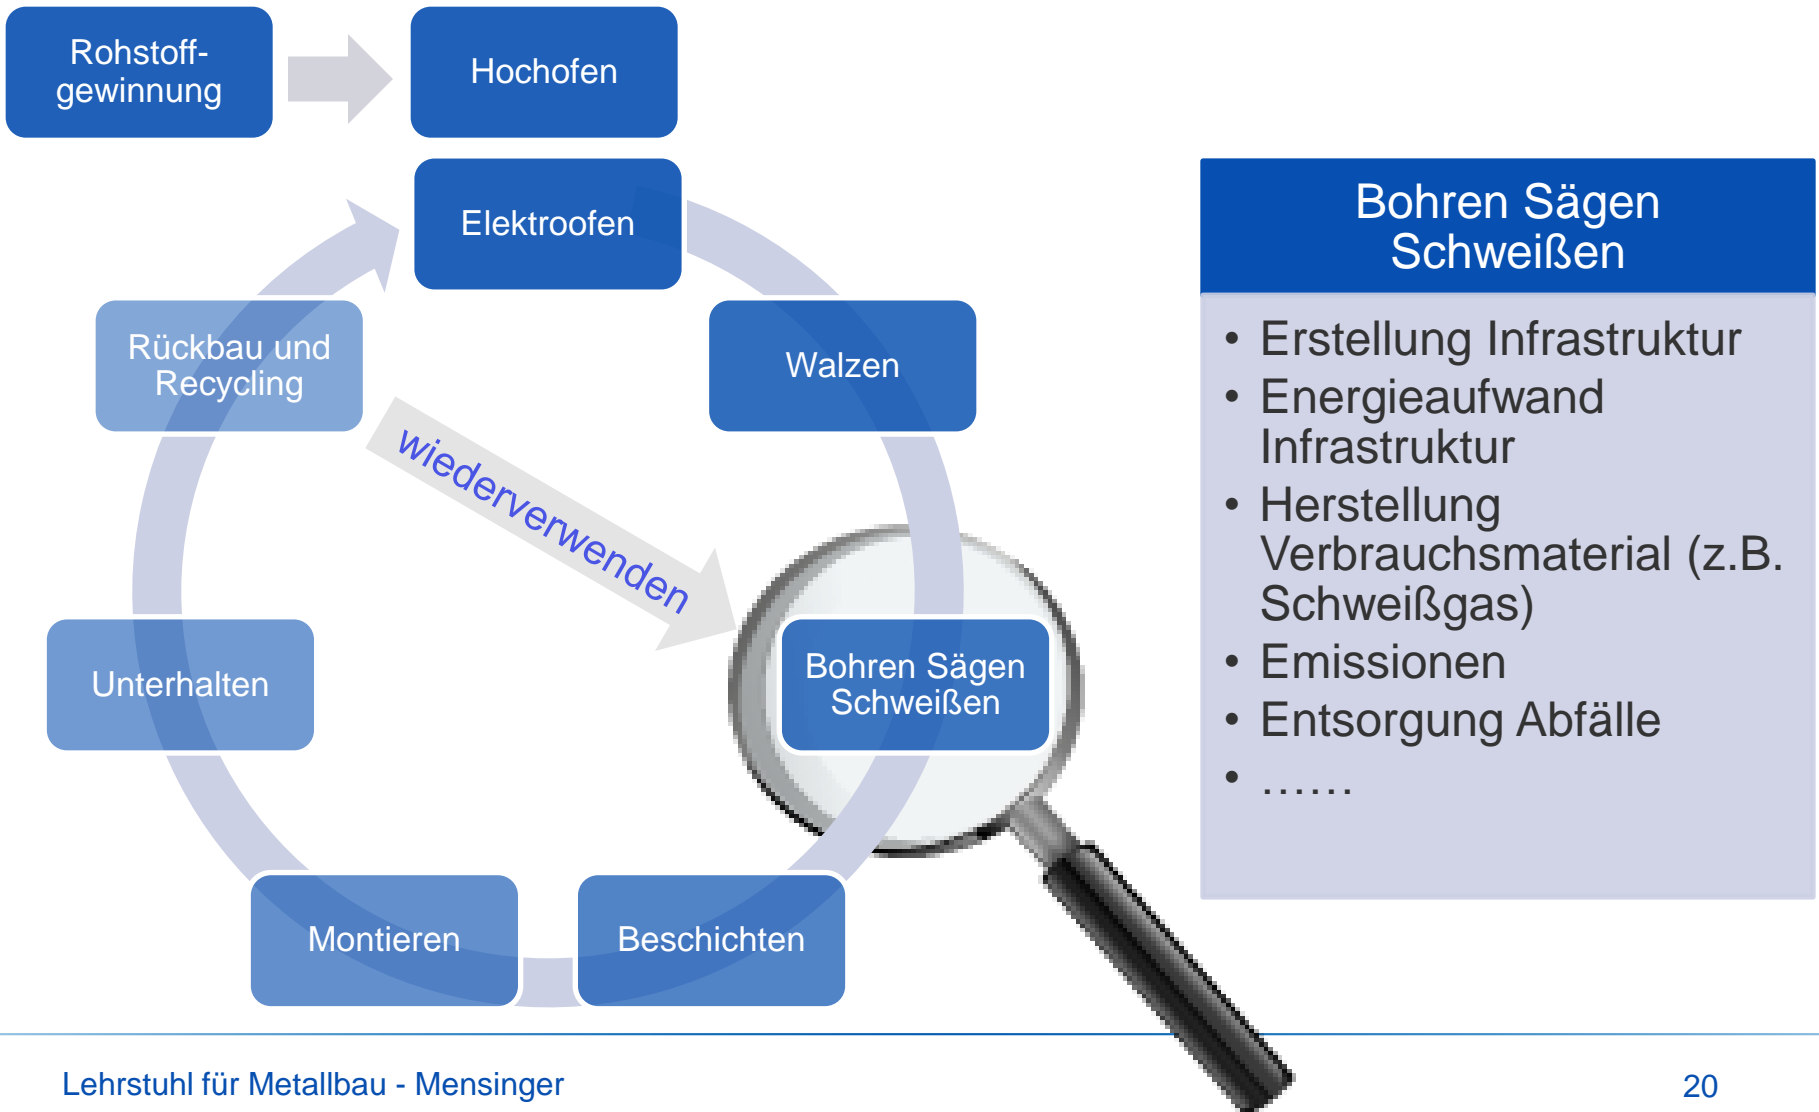 Rohstoff-
gewinnung
Hochofen
Elektroofen
Walzen
Bohren Sägen
Schweißen
Beschichten
Montieren
Unterhalten
Rückbau und
Recycling
wiederverwenden
Bohren Sägen
Schweißen
• Erstellung Infrastruktur
• Energieaufwand
Infrastruktur
• Herstellung
Verbrauchsmaterial (z.B.
Schweißgas)
• Emissionen
• Entsorgung Abfälle
• ……
Lehrstuhl für Metallbau - Mensinger
20